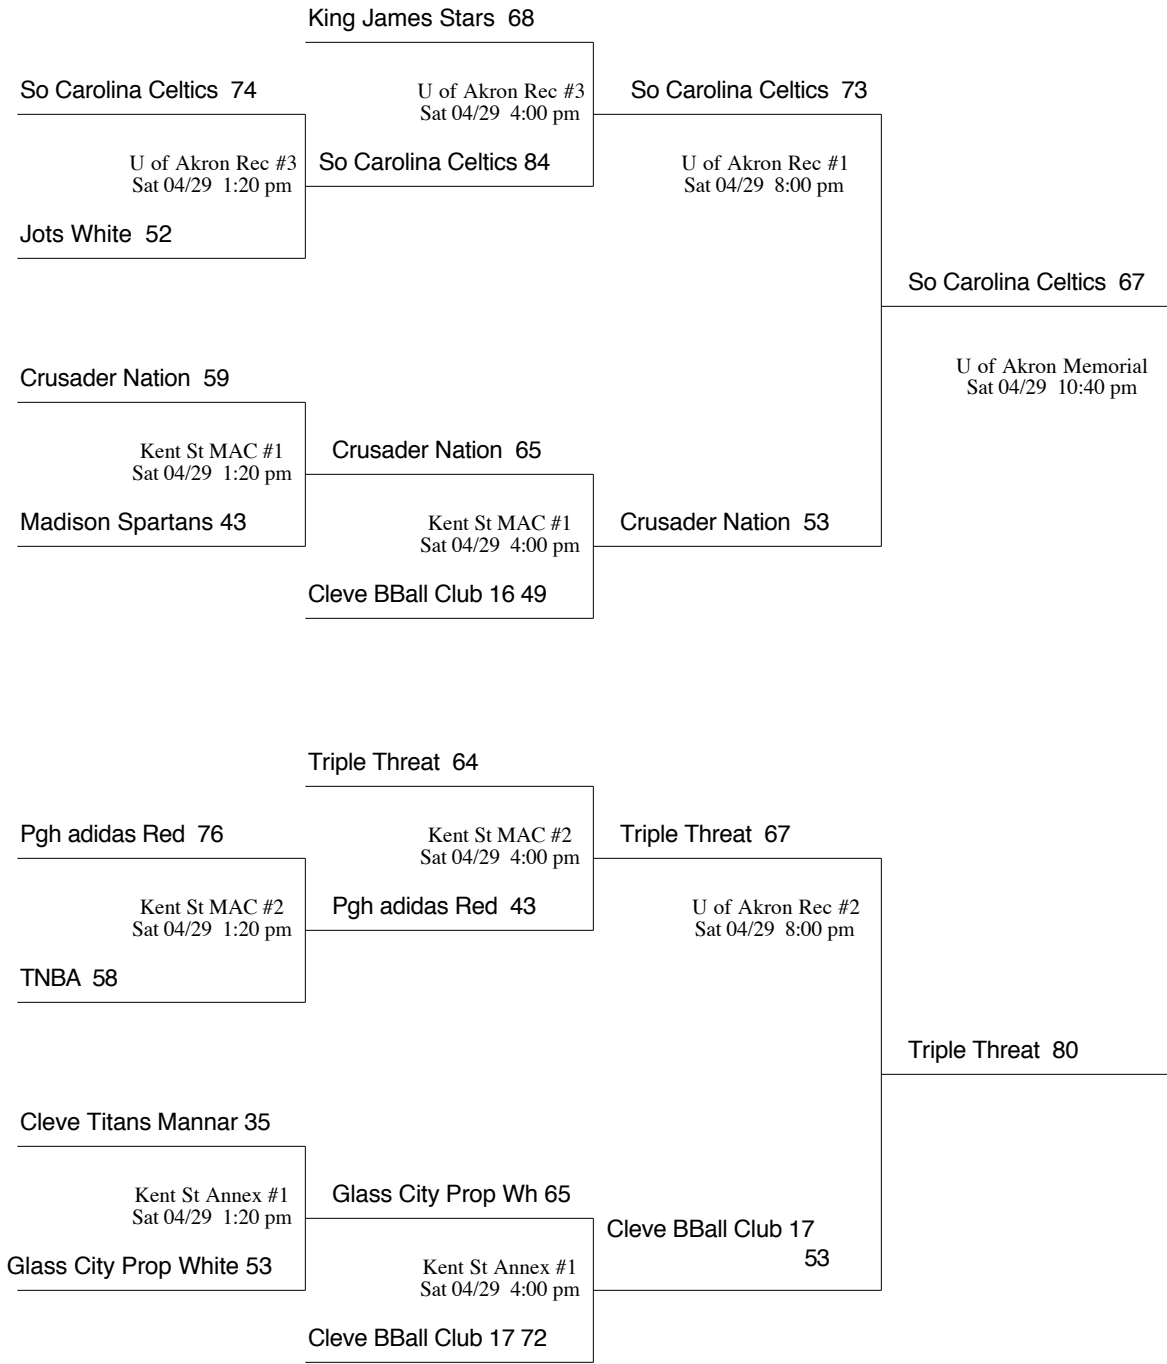 King James Stars 68
So Carolina Celtics 74
U of Akron Rec #3
Sat 04/29 4:00 pm
So Carolina Celtics 73
U of Akron Rec #3
Sat 04/29 1:20 pm
So Carolina Celtics 84
U of Akron Rec #1
Sat 04/29 8:00 pm
Jots White 52
So Carolina Celtics 67
U of Akron Memorial
Sat 04/29 10:40 pm
Crusader Nation 59
Kent St MAC #1
Sat 04/29 1:20 pm
Crusader Nation 65
Madison Spartans 43
Kent St MAC #1
Sat 04/29 4:00 pm
Crusader Nation 53
Cleve BBall Club 16 49
Triple Threat 64
Pgh adidas Red 76
Kent St MAC #2
Sat 04/29 4:00 pm
Triple Threat 67
Kent St MAC #2
Sat 04/29 1:20 pm
Pgh adidas Red 43
U of Akron Rec #2
Sat 04/29 8:00 pm
TNBA 58
Triple Threat 80
Cleve Titans Mannar 35
Kent St Annex #1
Sat 04/29 1:20 pm
Glass City Prop Wh 65
Cleve BBall Club 17
53
Glass City Prop White 53
Kent St Annex #1
Sat 04/29 4:00 pm
Cleve BBall Club 17 72